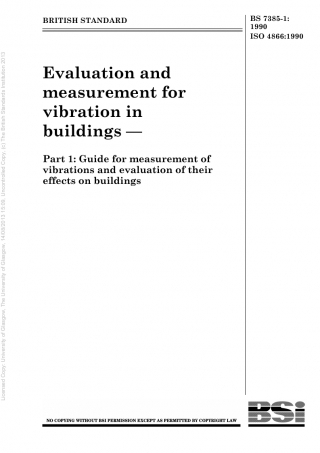 BRITISH STANDARD
BS 7385-1:
1990
ISO 4866:1990
Evaluation and
measurement for
vibration in
buildings —
Part 1: Guide for measurement of
vibrations and evaluation of their
effects on buildings
Licensed Copy: University of Glasgow, The University of Glasgow, 14/03/2013 15:09, Uncontrolled Copy, (c) The British Standards Institution 2013
NO COPYING WITHOUT BSI PERMISSION EXCEPT AS PERMITTED BY COPYRIGHT LAW
BSi